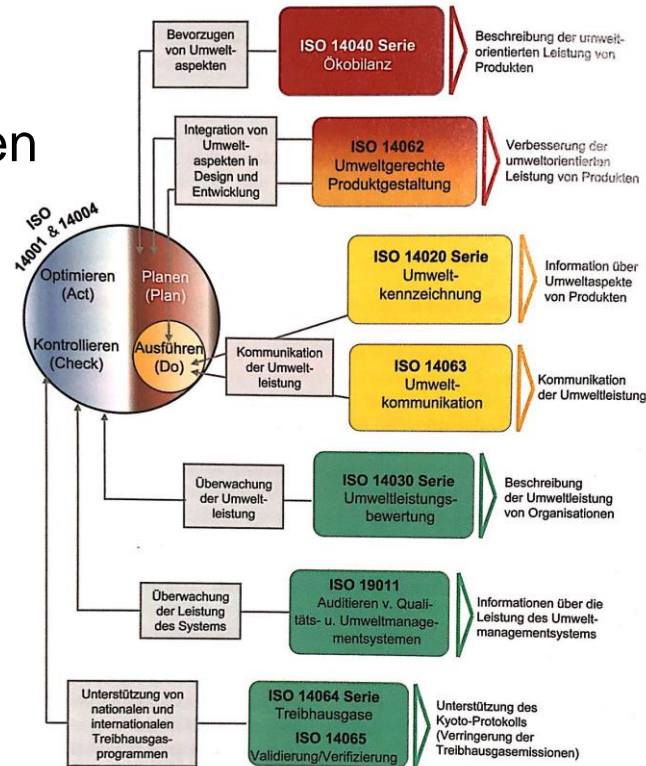 Bevorzugen
von Umwelt-
aspekten
ISO 14040 Serie
Ökobilanz
Beschreibung der umwelt-
orientierten Leistung von
Produkten
en
Integration von
Umwelt-
aspekten in
Design und
Entwicklung
ISO 14062
Umweltgerechte
Produktgestaltung
Verbesserung der
umweltorientierten
Leistung von Produkten
ISO
14001 & 14004
Optimieren
(Act)
Planen
(Plan)
Kontrollieren
(Check)
Ausführen
(Do)
ISO 14020 Serie
Umwelt-
kennzeichnung
Information über
Umweltaspekte
von Produkten
Kommunikation
der Umwelt-
leistung
ISO 14063
Umwelt-
kommunikation
Kommunikation
der Umweltleistung
Überwachung
der Umwelt-
leistung
ISO 14030 Serie
Umweltleistungs-
bewertung
Beschreibung
der Umweltleistung
von Organisationen
Überwachung
der Leistung
des Systems
ISO 19011
Auditieren v. Quali-
täts- u. Umweltmanage-
mentsystemen
Informationen über die
Leistung des Umwelt-
managementsystems
Unterstützung von
nationalen und
internationalen
Treibhausgas-
programmen
ISO 14064 Serie
Treibhausgase
ISO 14065
Validierung/Verifizierung
Unterstützung des
Kyoto-Protokolls
(Verringerung der
Treibhausgasemissionen)